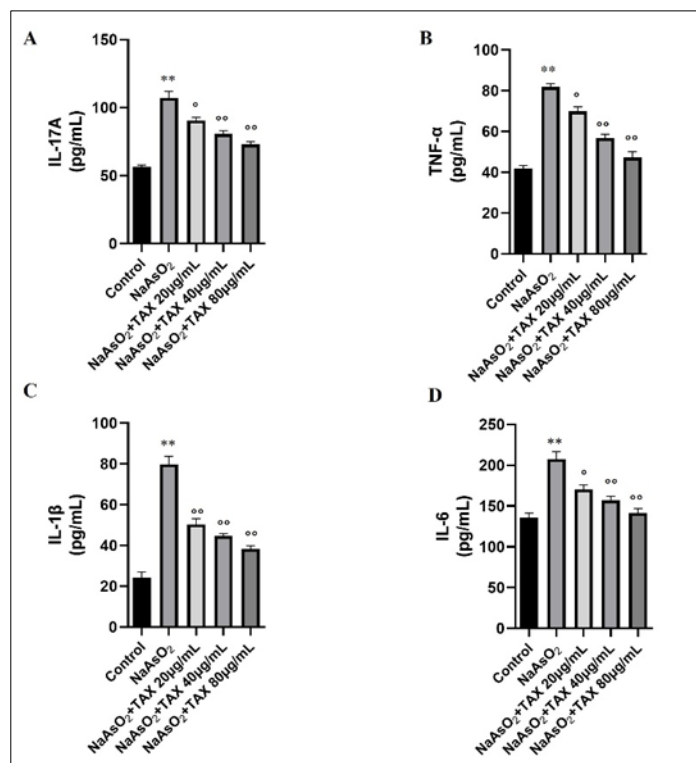 A
IL-17A
(pg/mL)
150
100
50
0
**
°
°°
°°
Control
NaAsO₂
NaAsO₂+TAX 20µg/mL
NaAsO₂+TAX 40µg/mL
NaAsO₂+TAX 80µg/mL
B
TNF-α
(pg/mL)
100
80
60
40
20
0
**
°
°°
°°
Control
NaAsO₂
NaAsO₂+TAX 20µg/mL
NaAsO₂+TAX 40µg/mL
NaAsO₂+TAX 80µg/mL
C
IL-1β
(pg/mL)
100
80
60
40
20
0
**
°°
°°
°°
Control
NaAsO₂
NaAsO₂+TAX 20µg/mL
NaAsO₂+TAX 40µg/mL
NaAsO₂+TAX 80µg/mL
D
IL-6
(pg/mL)
250
200
150
100
50
0
**
°
°°
°°
Control
NaAsO₂
NaAsO₂+TAX 20µg/mL
NaAsO₂+TAX 40µg/mL
NaAsO₂+TAX 80µg/mL